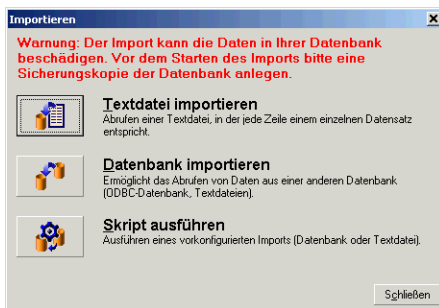 Importieren
Warnung: Der Import kann die Daten in Ihrer Datenbank
beschädigen. Vor dem Starten des Imports bitte eine
Sicherungskopie der Datenbank anlegen.
Textdatei importieren
Abrufen einer Textdatei, in der jede Zeile einem einzelnen Datensatz
entspricht.
Datenbank importieren
Ermöglicht das Abrufen von Daten aus einer anderen Datenbank
(ODBC-Datenbank, Textdateien).
Skript ausführen
Ausführen eines vorkonfigurierten Imports (Datenbank oder Textdatei).
Schließen